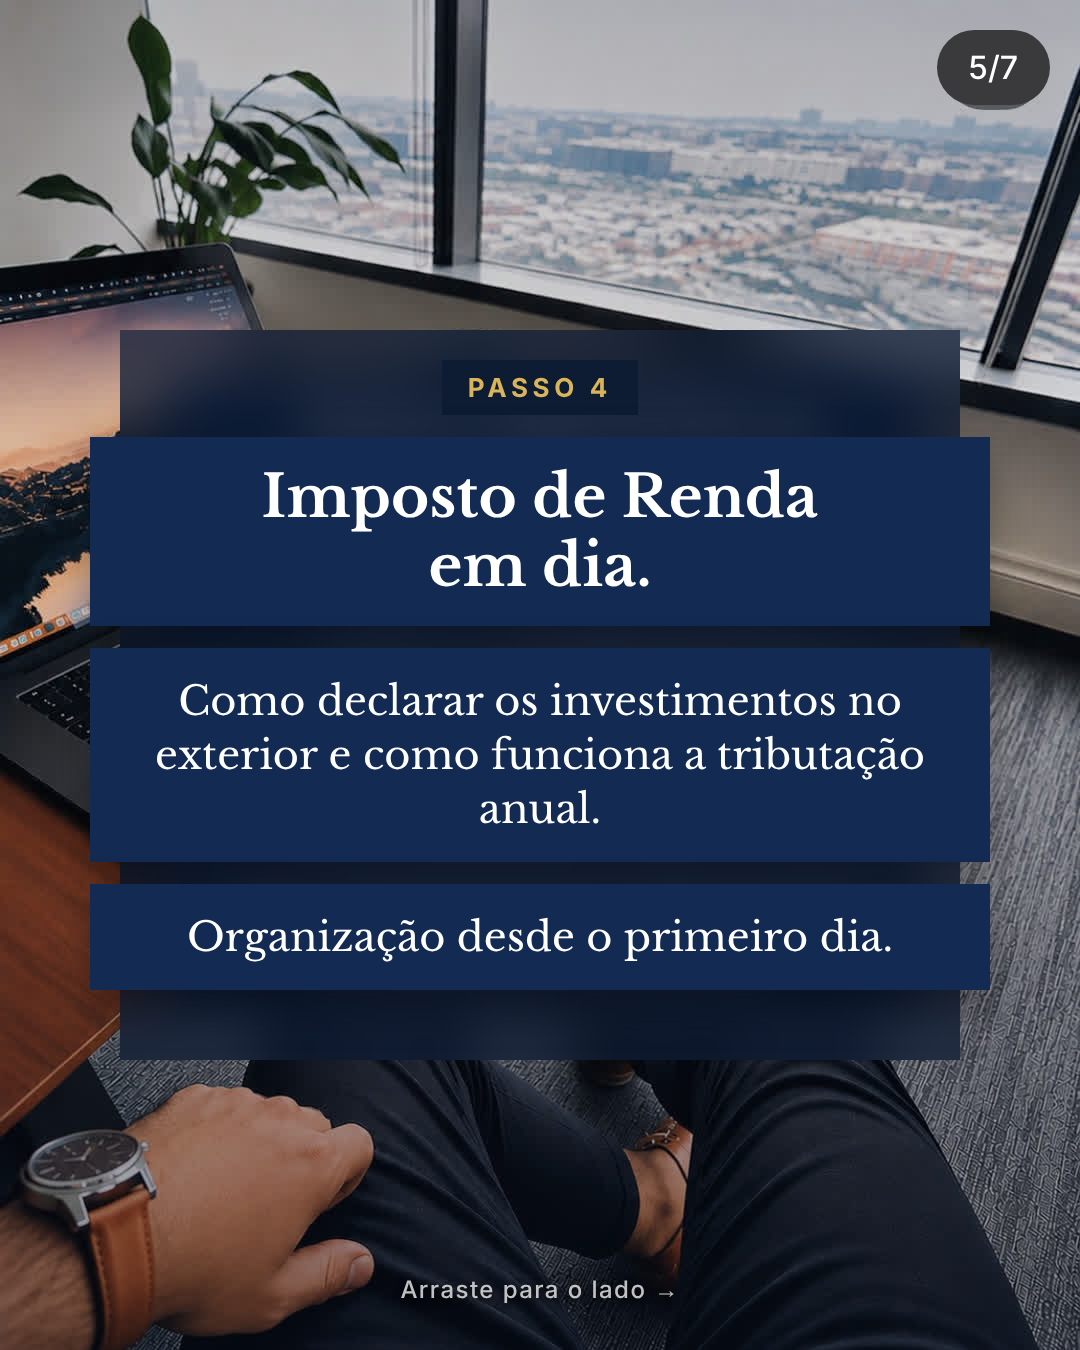 5/7
PASSO 4
Imposto de Renda
em dia.
Como declarar os investimentos no
exterior e como funciona a tributação
anual.
Organização desde o primeiro dia.
Arraste para o lado →